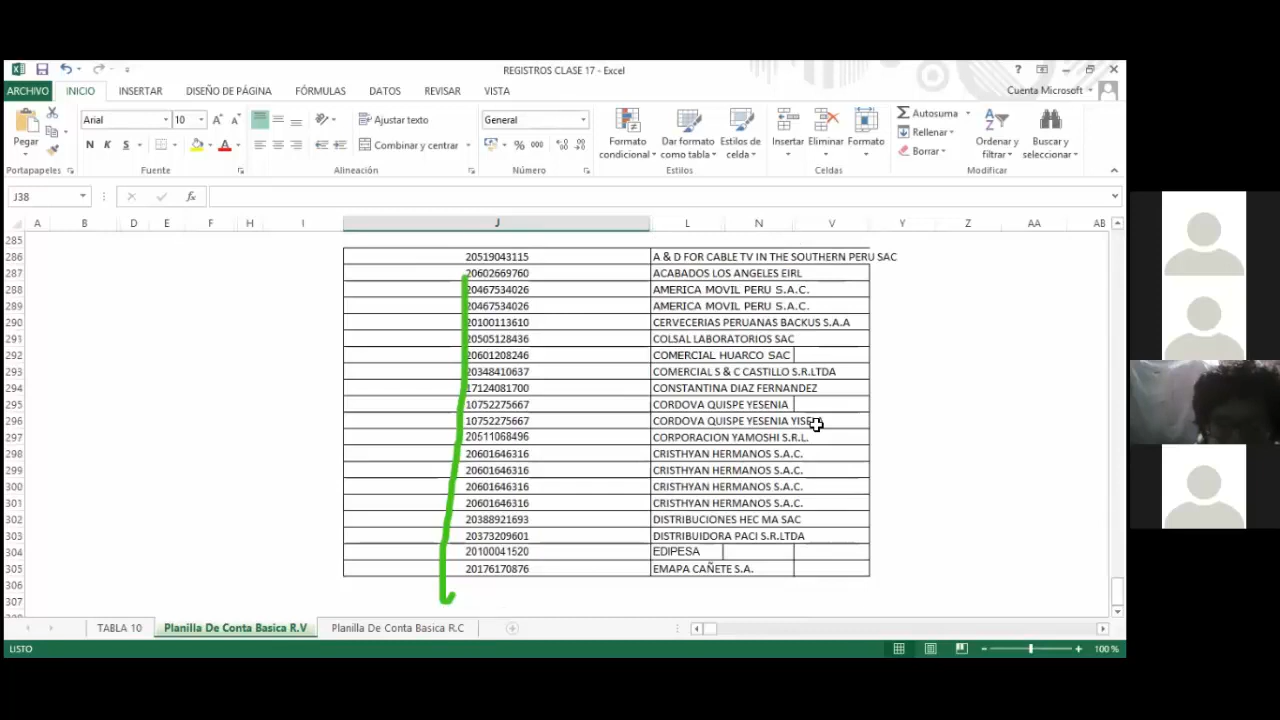 REGISTROS CLASE 17 - Excel
ARCHIVO INICIO INSERTAR DISEÑO DE PÁGINA FÓRMULAS DATOS REVISAR VISTA Cuenta Microsoft
Pegar
Portapapeles
Arial 10
N K S
Fuente
Ajustar texto
Combinar y centrar
Alineación
General
% 000
Número
Formato condicional
Dar formato como tabla
Estilos de celda
Estilos
Insertar Eliminar Formato
Celdas
Autosuma
Rellenar
Borrar
Ordenar y filtrar
Buscar y seleccionar
Modificar
J38 fx
A B D E F H I J L N V Y Z AA AB
285
286 20519043115 A & D FOR CABLE TV IN THE SOUTHERN PERU SAC
287 20602669760 ACABADOS LOS ANGELES EIRL
288 20467534026 AMERICA MOVIL PERU S.A.C.
289 20467534026 AMERICA MOVIL PERU S.A.C.
290 20100113610 CERVECERIAS PERUANAS BACKUS S.A.A
291 20505128436 COLSAL LABORATORIOS SAC
292 20601208246 COMERCIAL HUARCO SAC
293 20348410637 COMERCIAL S & C CASTILLO S.R.LTDA
294 17124081700 CONSTANTINA DIAZ FERNANDEZ
295 10752275667 CORDOVA QUISPE YESENIA
296 10752275667 CORDOVA QUISPE YESENIA
297 20511068496 CORPORACION YAMOSHI S.R.L.
298 20601646316 CRISTHYAN HERMANOS S.A.C.
299 20601646316 CRISTHYAN HERMANOS S.A.C.
300 20601646316 CRISTHYAN HERMANOS S.A.C.
301 20601646316 CRISTHYAN HERMANOS S.A.C.
302 20388921693 DISTRIBUCIONES HEC MA SAC
303 20373209601 DISTRIBUIDORA PACI S.R.LTDA
304 20100041520 EDIPESA
305 20176170876 EMAPA CAÑETE S.A.
306
307
TABLA 10 Planilla De Conta Basica R.V Planilla De Conta Basica R.C
LISTO 100 %